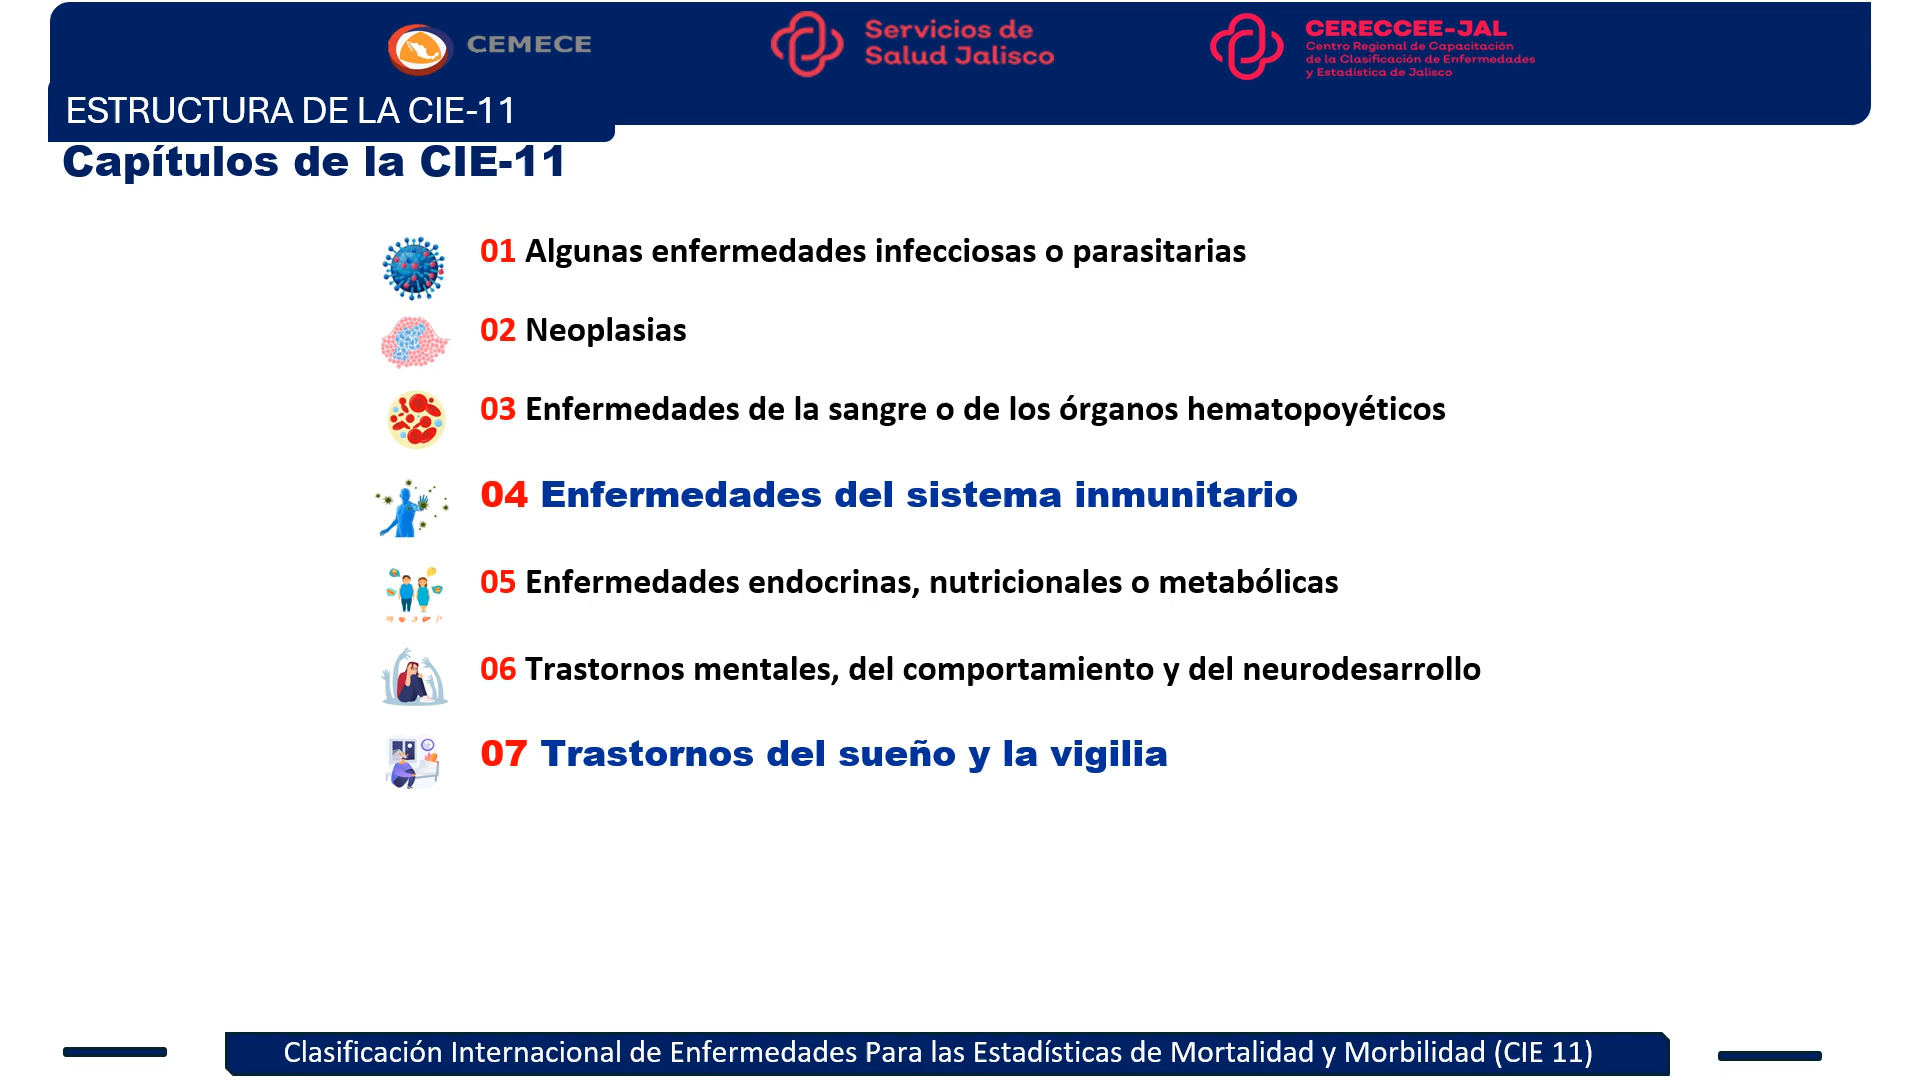 CEMECE
Servicios de
Salud Jalisco
CERECCEE-JAL
Centro Regional de Capacitación
de la Clasificación de Enfermedades
y Estadística de Jalisco
ESTRUCTURA DE LA CIE-11
Capítulos de la CIE-11
01 Algunas enfermedades infecciosas o parasitarias
02 Neoplasias
03 Enfermedades de la sangre o de los órganos hematopoyéticos
04 Enfermedades del sistema inmunitario
05 Enfermedades endocrinas, nutricionales o metabólicas
06 Trastornos mentales, del comportamiento y del neurodesarrollo
07 Trastornos del sueño y la vigilia
Clasificación Internacional de Enfermedades Para las Estadísticas de Mortalidad y Morbilidad (CIE 11)